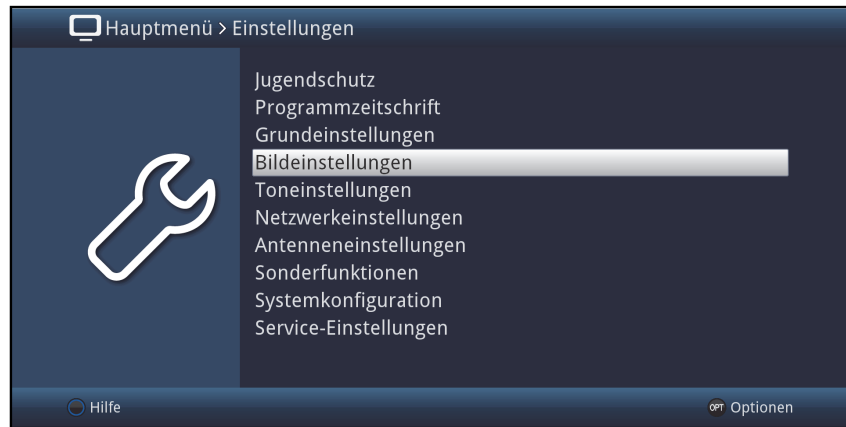 Hauptmenü > Einstellungen
Jugendschutz
Programmzeitschrift
Grundeinstellungen
Bildeinstellungen
Toneinstellungen
Netzwerkeinstellungen
Antenneneinstellungen
Sonderfunktionen
Systemkonfiguration
Service-Einstellungen
Hilfe
OPT Optionen